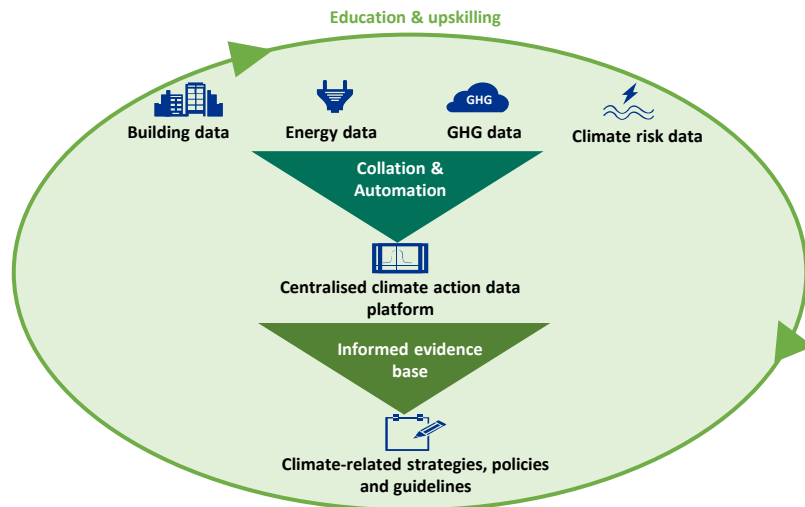 Education & upskilling
GHG
Building data
Energy data
GHG data
Climate risk data
Collation &
Automation
Centralised climate action data
platform
Informed evidence
base
Climate-related strategies, policies
and guidelines